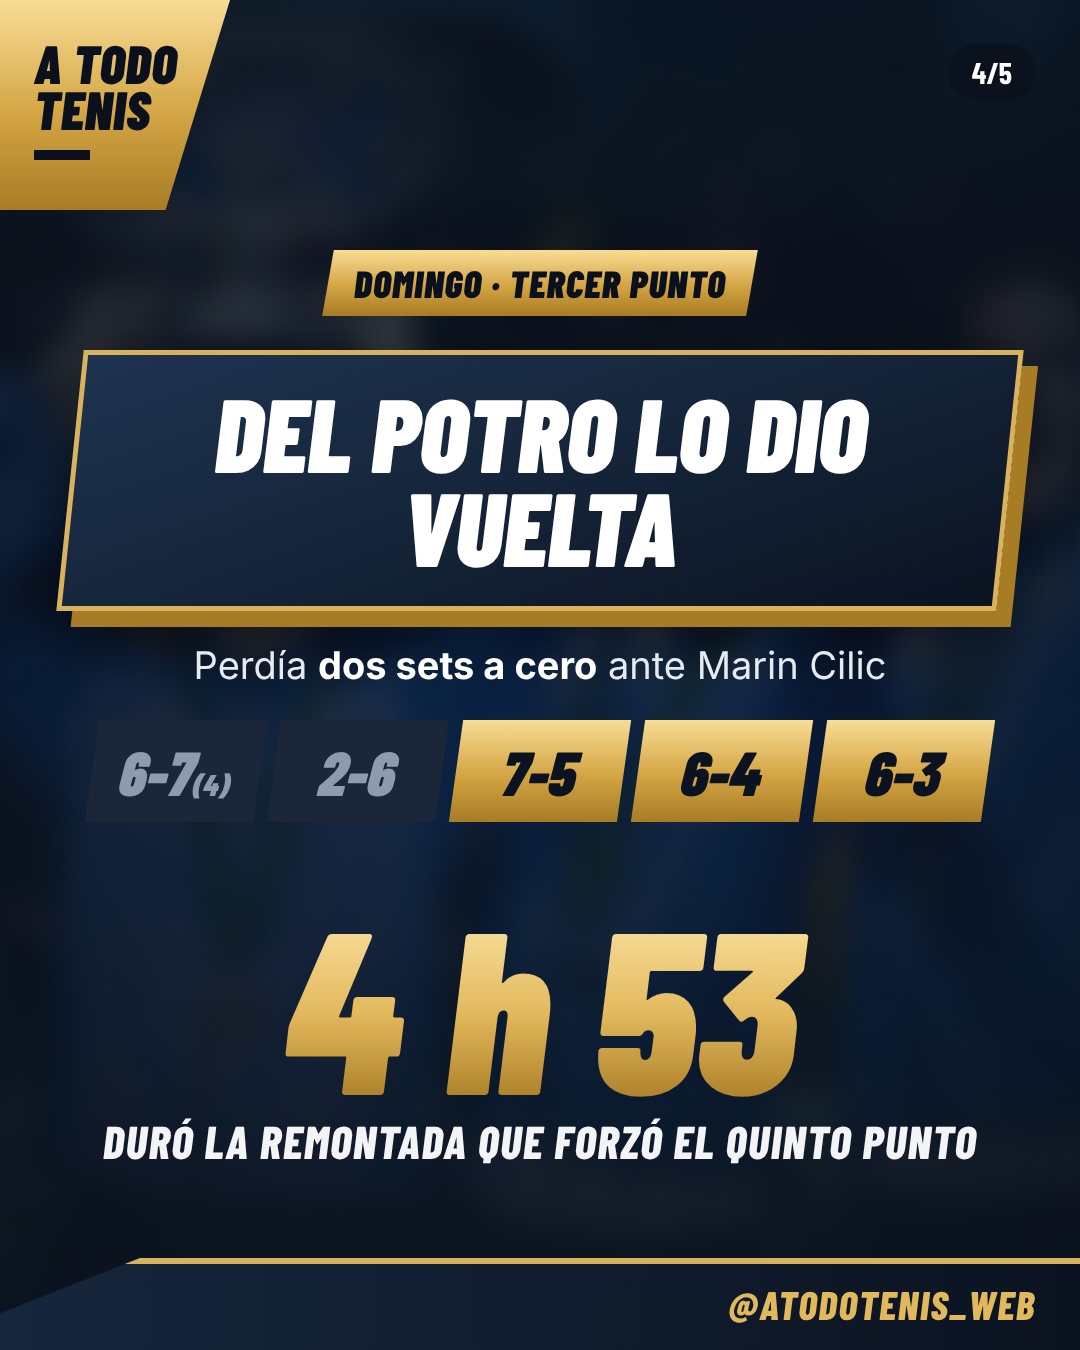 A TODO
TENIS
4/5
DOMINGO · TERCER PUNTO
DEL POTRO LO DIO
VUELTA
Perdía dos sets a cero ante Marin Cilic
6-7(4) 2-6 7-5 6-4 6-3
4 h 53
DURÓ LA REMONTADA QUE FORZÓ EL QUINTO PUNTO
@ATODOTENIS_WEB